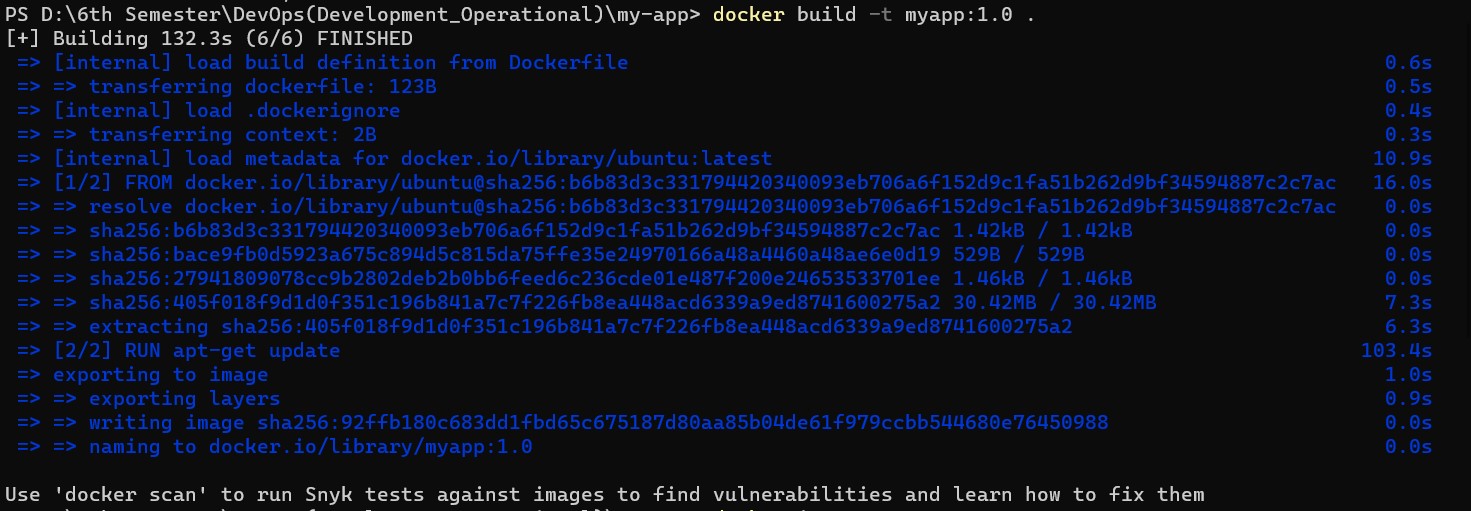 PS D:\6th Semester\DevOps(Development_Operational)\my-app> docker build -t myapp:1.0 .
[+] Building 132.3s (6/6) FINISHED
=> [internal] load build definition from Dockerfile 0.6s
=> => transferring dockerfile: 123B 0.5s
=> [internal] load .dockerignore 0.4s
=> => transferring context: 2B 0.3s
=> [internal] load metadata for docker.io/library/ubuntu:latest 10.9s
=> [1/2] FROM docker.io/library/ubuntu@sha256:b6b83d3c331794420340093eb706a6f152d9c1fa51b262d9bf34594887c2c7ac 16.0s
=> => resolve docker.io/library/ubuntu@sha256:b6b83d3c331794420340093eb706a6f152d9c1fa51b262d9bf34594887c2c7ac 0.0s
=> => sha256:b6b83d3c331794420340093eb706a6f152d9c1fa51b262d9bf34594887c2c7ac 1.42kB / 1.42kB 0.0s
=> => sha256:bace9fb0d5923a675c894d5c815da75ffe35e24970166a48a4460a48ae6e0d19 529B / 529B 0.0s
=> => sha256:27941809078cc9b2802deb2b0bb6feed6c236cde01e487f200e24653533701ee 1.46kB / 1.46kB 0.0s
=> => sha256:405f018f9d1d0f351c196b841a7c7f226fb8ea448acd6339a9ed8741600275a2 30.42MB / 30.42MB 7.3s
=> => extracting sha256:405f018f9d1d0f351c196b841a7c7f226fb8ea448acd6339a9ed8741600275a2 6.3s
=> [2/2] RUN apt-get update 103.4s
=> exporting to image 1.0s
=> => exporting layers 0.9s
=> => writing image sha256:92ffb180c683dd1fbd65c675187d80aa85b04de61f979ccbb544680e76450988 0.0s
=> => naming to docker.io/library/myapp:1.0 0.0s
Use 'docker scan' to run Snyk tests against images to find vulnerabilities and learn how to fix them